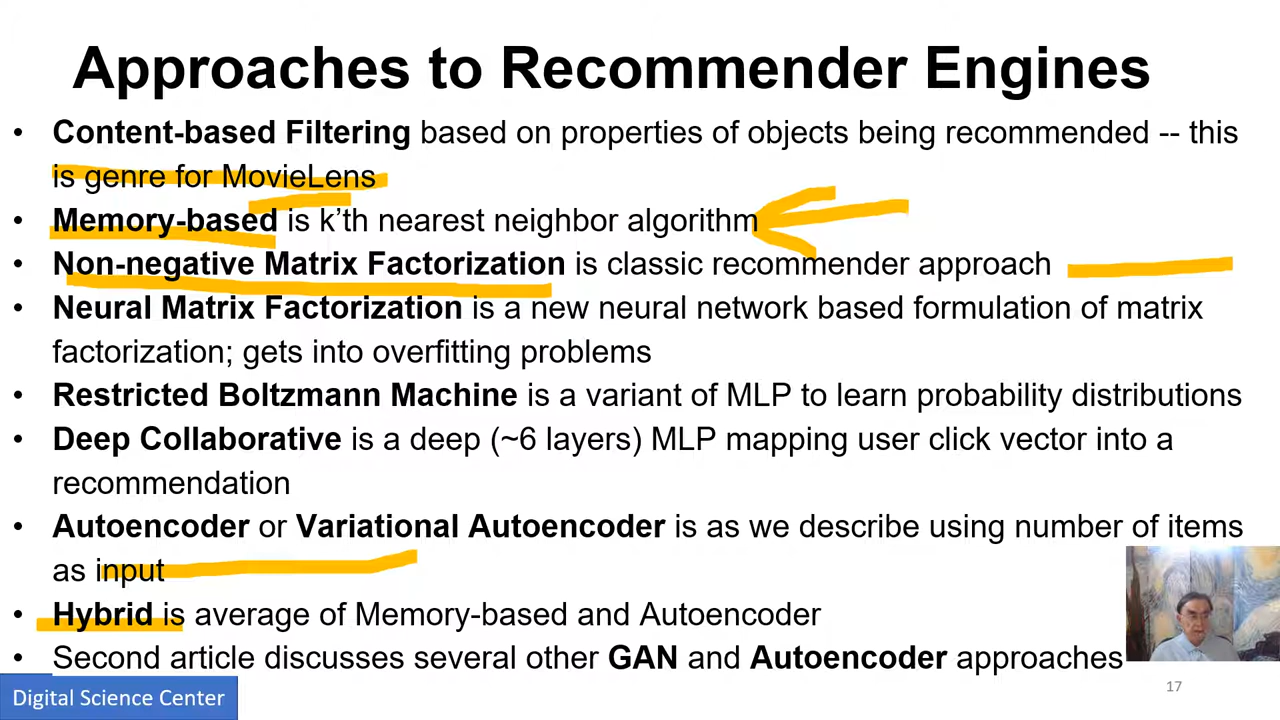 Approaches to Recommender Engines
• Content-based Filtering based on properties of objects being recommended -- this
is genre for MovieLens
• Memory-based is k’th nearest neighbor algorithm
• Non-negative Matrix Factorization is classic recommender approach
• Neural Matrix Factorization is a new neural network based formulation of matrix
factorization; gets into overfitting problems
• Restricted Boltzmann Machine is a variant of MLP to learn probability distributions
• Deep Collaborative is a deep (~6 layers) MLP mapping user click vector into a
recommendation
• Autoencoder or Variational Autoencoder is as we describe using number of items
as input
• Hybrid is average of Memory-based and Autoencoder
• Second article discusses several other GAN and Autoencoder approaches
Digital Science Center
17